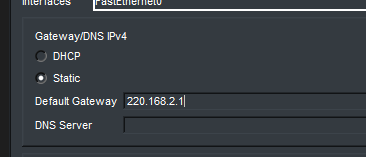 Interfaces FastEthernet0
Gateway/DNS IPv4
DHCP
Static
Default Gateway 220.168.2.1
DNS Server